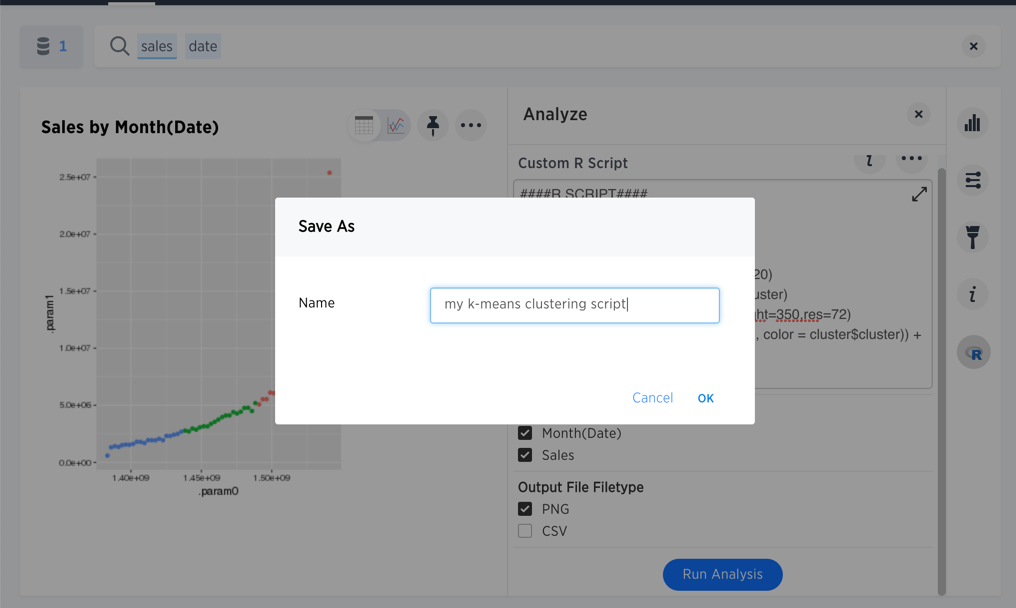 1
sales date
Sales by Month(Date)
Analyze
Custom R Script
####R SCRIPT####
20)
uster)
ht=350,res=72)
, color = cluster$cluster)) +
Save As
Name
my k-means clustering script
Cancel
OK
2.5e+07
2.0e+07
1.5e+07
1.0e+07
5.0e+06
0.0e+00
.param1
1.40e+09
1.45e+09
1.50e+09
.param0
Month(Date)
Sales
Output File Filetype
PNG
CSV
Run Analysis
i
R